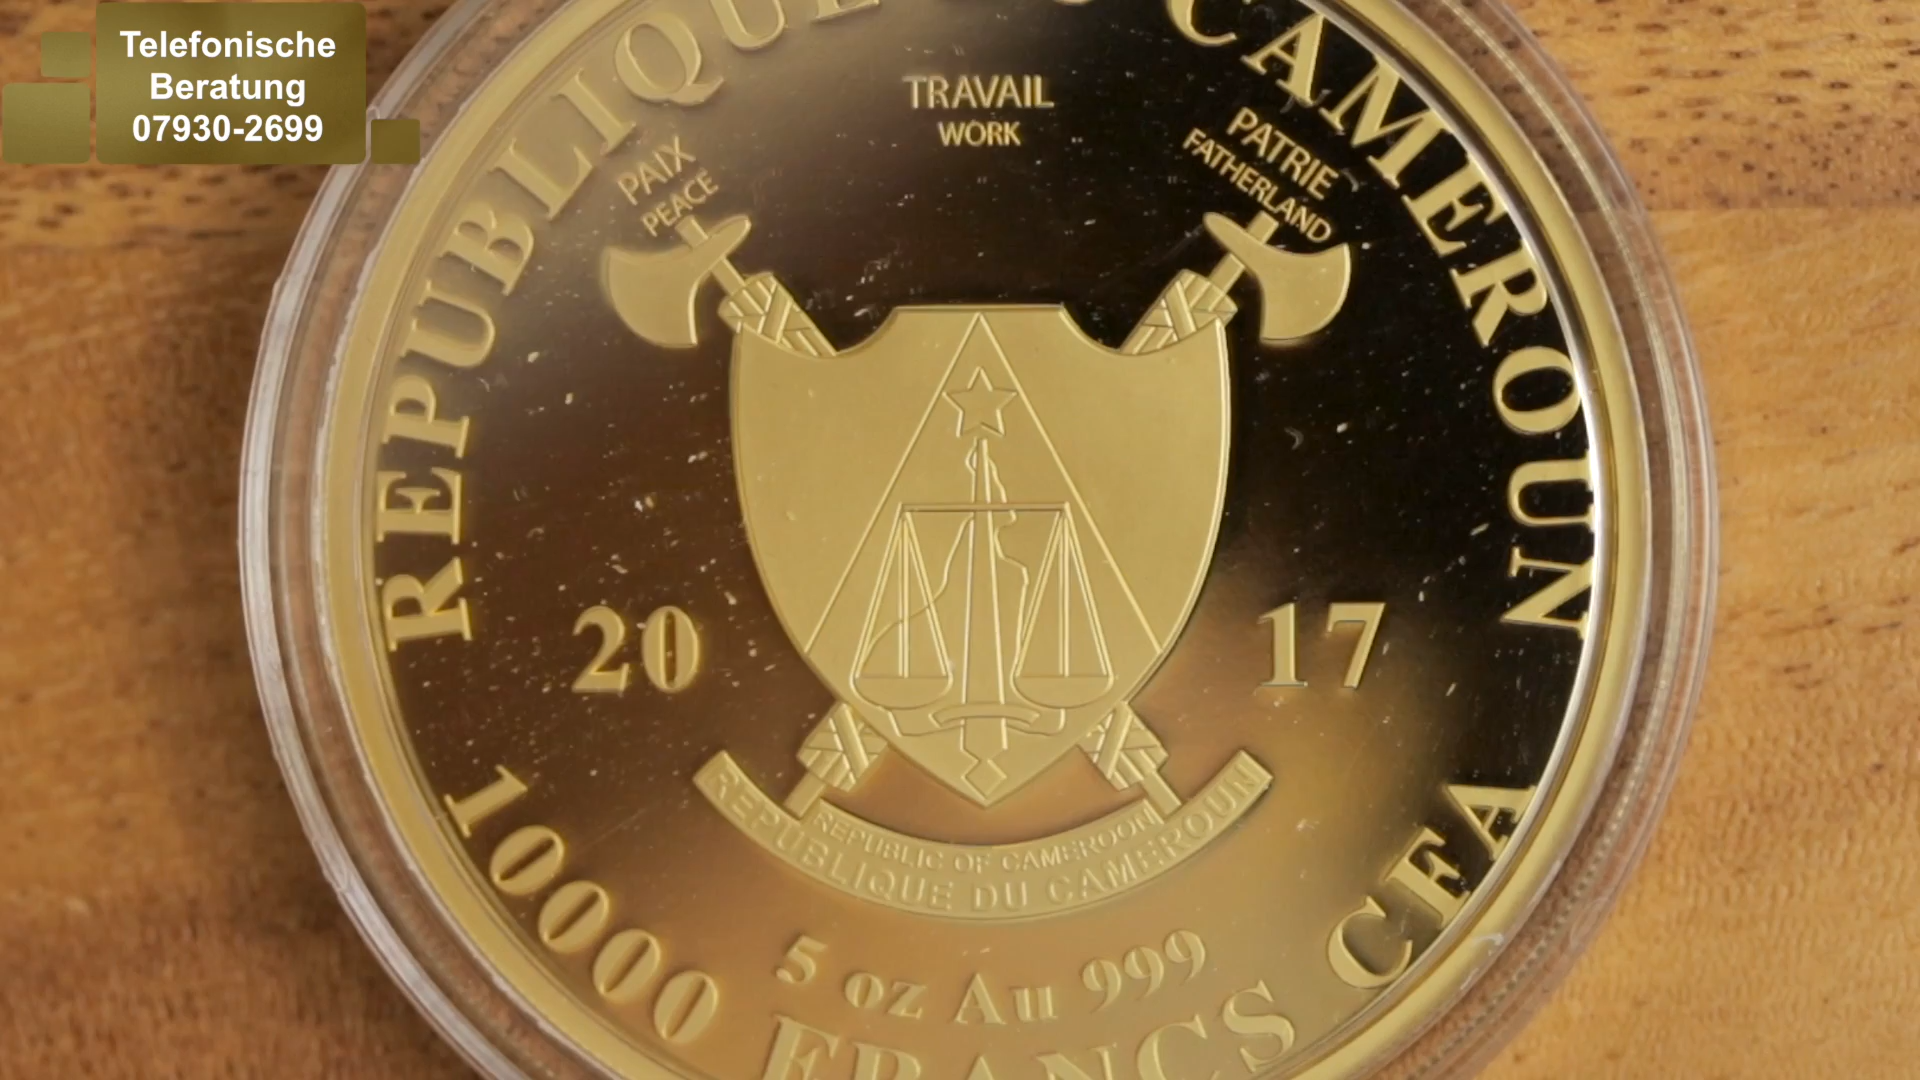 Telefonische
Beratung
07930-2699
REPUBLIQUE
CAMEROUN
TRAVAIL
WORK
PAIX
PEACE
PATRIE
FATHERLAND
20
17
REPUBLIC OF CAMEROON
REPUBLIQUE DU CAMEROUN
5 oz Au 999
10000 FRANCS CFA